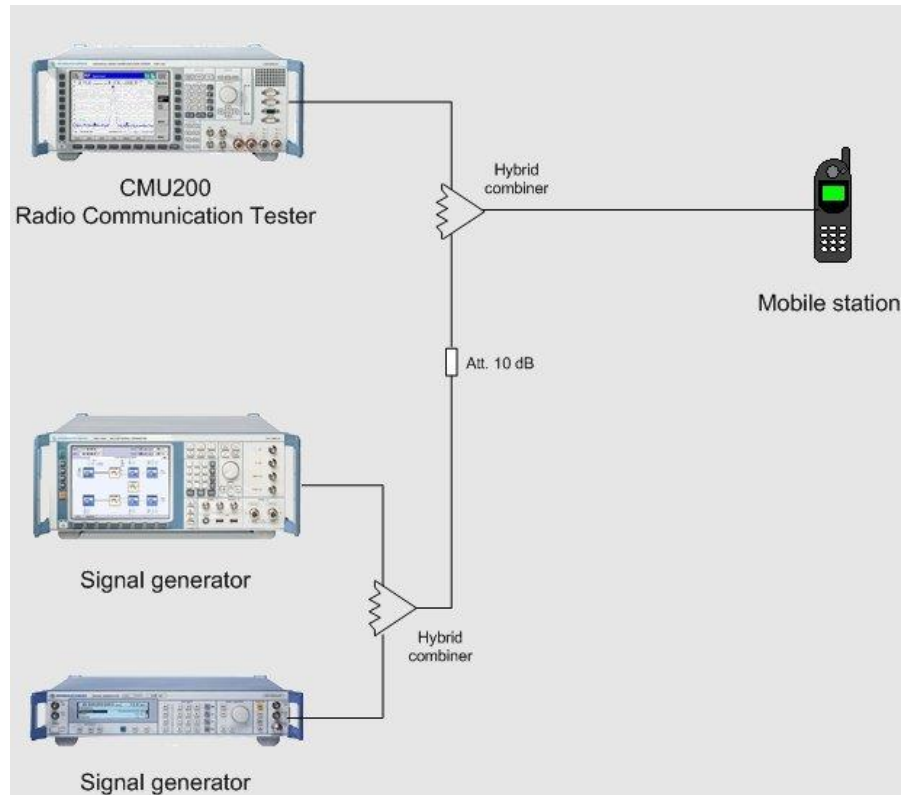 CMU200
Radio Communication Tester
Hybrid
combiner
Mobile station
Att. 10 dB
Signal generator
Hybrid
combiner
Signal generator